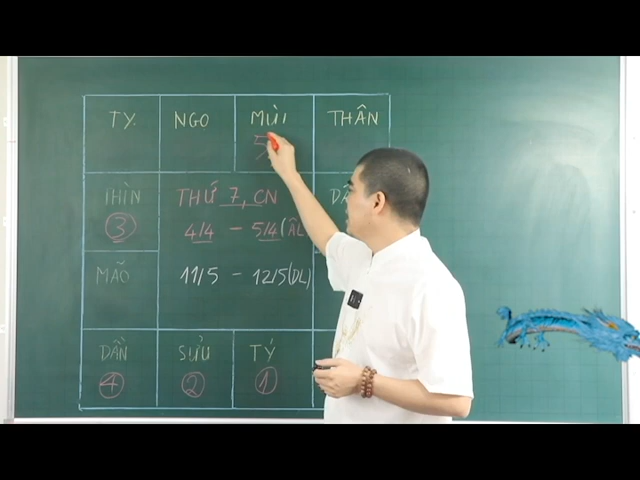 TY. NGO MÙI THÂN
THÌN THỨ 7, CN
③ 4/4 - 5/4 (ÂL
MÃO 11/5 - 12/5 (DL)
DẦN SỬU TÝ
④ ② ①